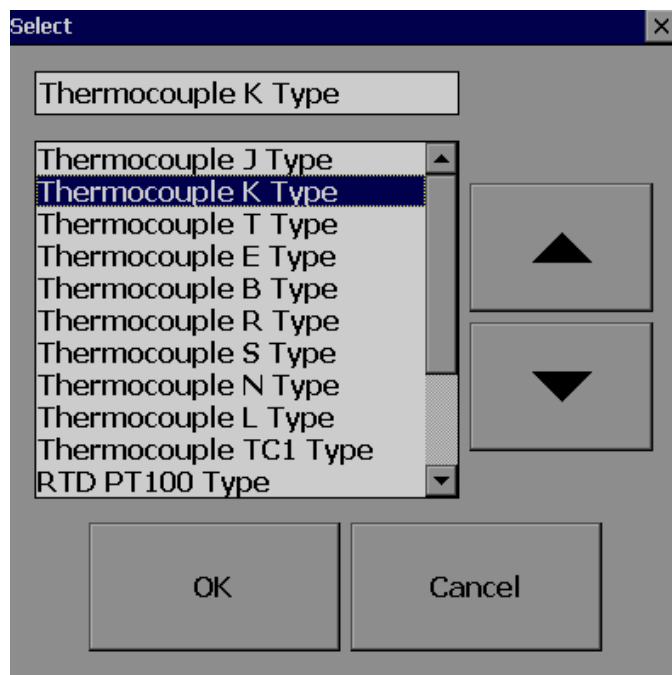 Select
Thermocouple K Type
Thermocouple J Type
Thermocouple K Type
Thermocouple T Type
Thermocouple E Type
Thermocouple B Type
Thermocouple R Type
Thermocouple S Type
Thermocouple N Type
Thermocouple L Type
Thermocouple TC1 Type
RTD PT100 Type
OK
Cancel